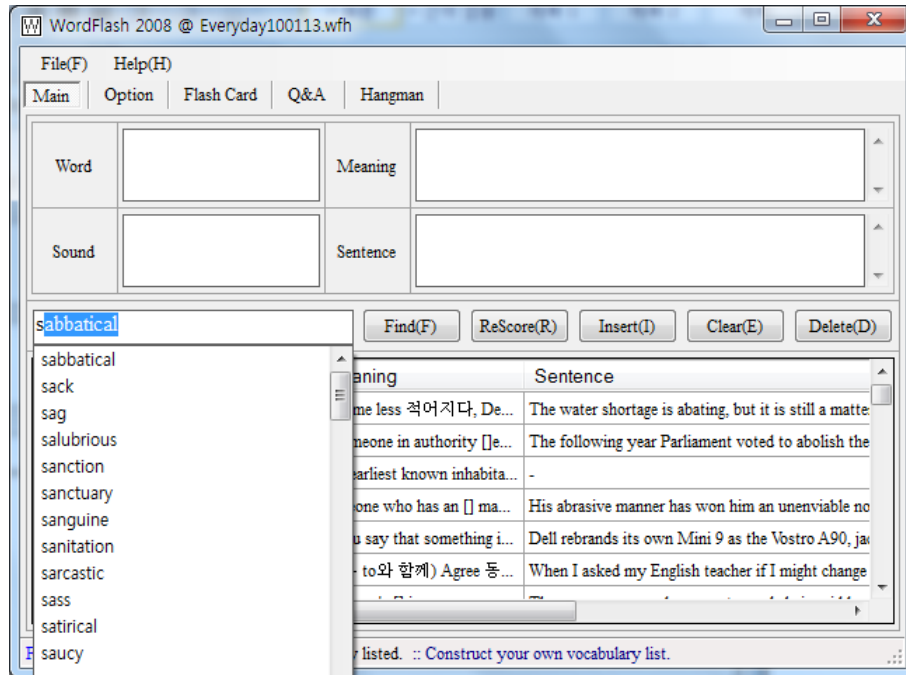 WordFlash 2008 @ Everyday100113.wfh
File(F) Help(H)
Main Option Flash Card Q&A Hangman
Word Meaning
Sound Sentence
sabbatical Find(F) ReScore(R) Insert(I) Clear(E) Delete(D)
sabbatical
sack
sag
salubrious
sanction
sanctuary
sanguine
sanitation
sarcastic
sass
satirical
saucy
aning Sentence
me less 적어지다, De... The water shortage is abating, but it is still a matte
meone in authority []e... The following year Parliament voted to abolish the
earliest known inhabita... -
one who has an [] ma... His abrasive manner has won him an unenviable no
u say that something i... Dell rebrands its own Mini 9 as the Vostro A90, jac
- to와 함께) Agree 동... When I asked my English teacher if I might change
listed. :: Construct your own vocabulary list.